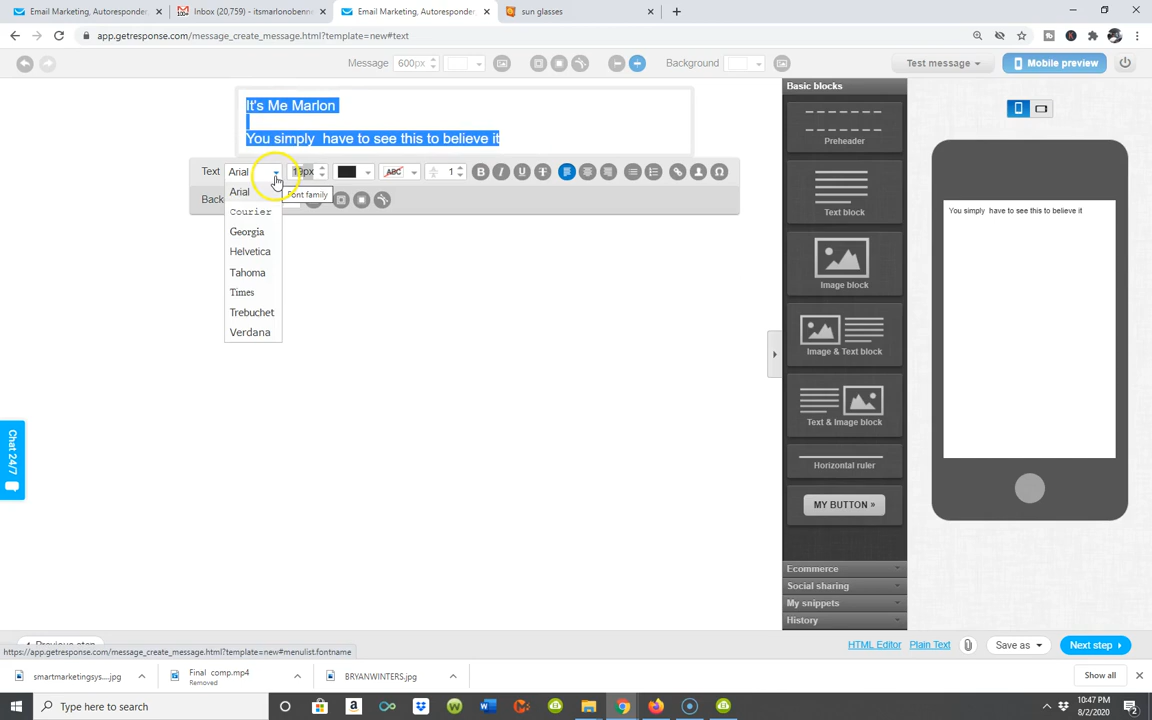 Email Marketing, Autoresponder
Inbox (20,759) - itsmarlonobenn
Email Marketing, Autoresponder
sun glasses
app.getresponse.com/message_create_message.html?template=new#text
Message 600px
Background
Test message
Mobile preview
It's Me Marlon
You simply  have to see this to believe it
Text Arial
px
ABC
1
B
I
U
T
Ω
Font family
Arial
Courier
Georgia
Helvetica
Tahoma
Times
Trebuchet
Verdana
Basic blocks
Preheader
Text block
Image block
Image & Text block
Text & Image block
Horizontal ruler
MY BUTTON »
Ecommerce
Social sharing
My snippets
History
You simply  have to see this to believe it
Chat 24/7
Previous step
HTML Editor
Plain Text
Save as
Next step
https://app.getresponse.com/message_create_message.html?template=new#menulist.fontname
smartmarketingsys....jpg
Final comp.mp4
Removed
BRYANWINTERS.jpg
Show all
Type here to search
10:47 PM
8/2/2020